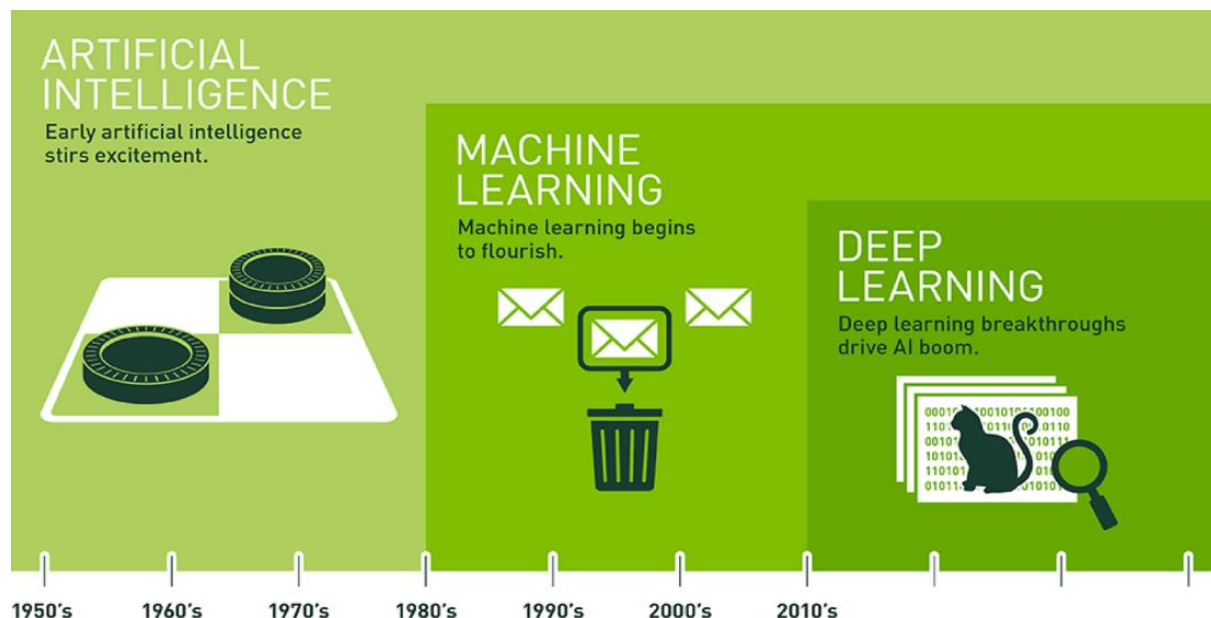 ARTIFICIAL
INTELLIGENCE
Early artificial intelligence
stirs excitement.
MACHINE
LEARNING
Machine learning begins
to flourish.
DEEP
LEARNING
Deep learning breakthroughs
drive AI boom.
1950's
1960's
1970's
1980's
1990's
2000's
2010's